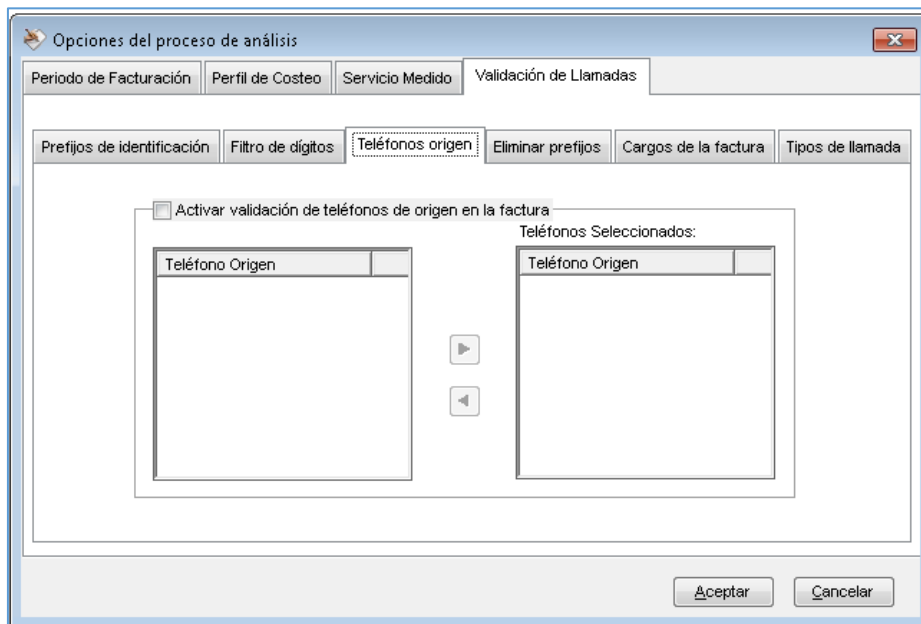 Opciones del proceso de análisis
Periodo de Facturación Perfil de Costeo Servicio Medido Validación de Llamadas
Prefijos de identificación Filtro de dígitos Teléfonos origen Eliminar prefijos Cargos de la factura Tipos de llamada
Activar validación de teléfonos de origen en la factura
Teléfonos Seleccionados:
Teléfono Origen Teléfono Origen
Aceptar Cancelar